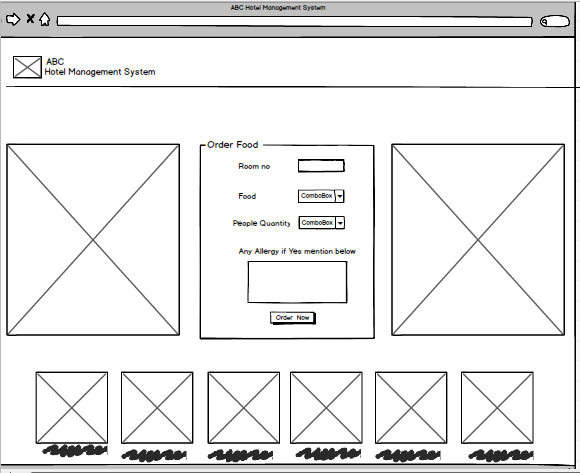 ABC Hotel Management System
ABC
Hotel Management System
Order Food
Room no
Food
ComboBox
People Quantity
ComboBox
Any Allergy if Yes mention below
Order Now